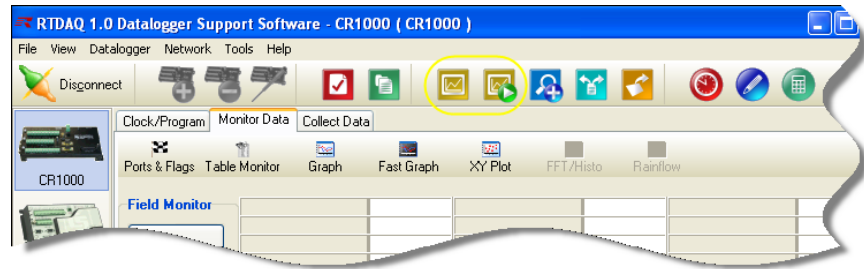 RTDAQ 1.0 Datalogger Support Software - CR1000 ( CR1000 )
File View Datalogger Network Tools Help
Disconnect
Clock/Program Monitor Data Collect Data
Ports & Flags Table Monitor Graph Fast Graph XY Plot FFT/Histo Rainflow
CR1000
Field Monitor